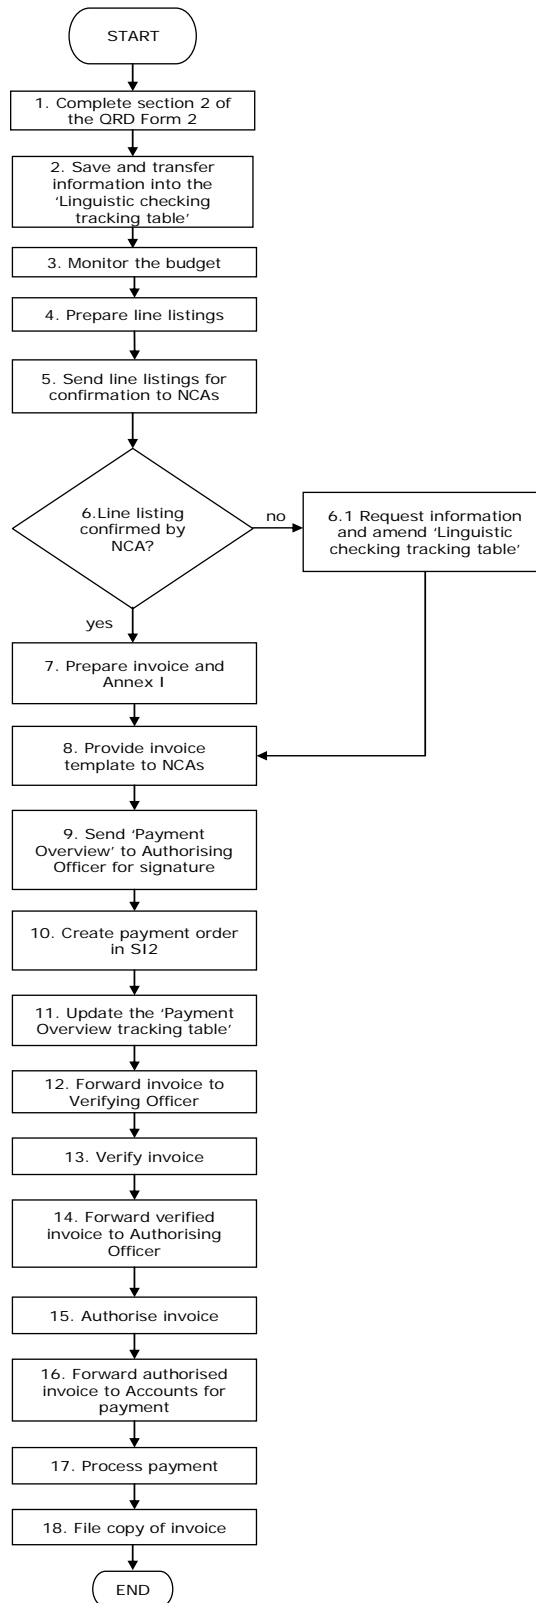 START
1. Complete section 2 of
the QRD Form 2
2. Save and transfer
information into the
‘Linguistic checking
tracking table’
3. Monitor the budget
4. Prepare line listings
5. Send line listings for
confirmation to NCAs
6.Line listing
confirmed by
NCA?
no
6.1 Request information
and amend ‘Linguistic
checking tracking table’
yes
7. Prepare invoice and
Annex I
8. Provide invoice
template to NCAs
9. Send ‘Payment
Overview’ to Authorising
Officer for signature
10. Create payment order
in SI2
11. Update the ‘Payment
Overview tracking table’
12. Forward invoice to
Verifying Officer
13. Verify invoice
14. Forward verified
invoice to Authorising
Officer
15. Authorise invoice
16. Forward authorised
invoice to Accounts for
payment
17. Process payment
18. File copy of invoice
END